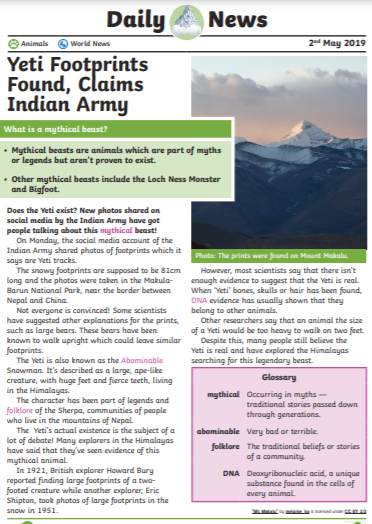 Daily News
Animals World News
2nd May 2019
Yeti Footprints
Found, Claims
Indian Army
What is a mythical beast?
• Mythical beasts are animals which are part of myths
or legends but aren't proven to exist.
• Other mythical beasts include the Loch Ness Monster
and Bigfoot.
Photo: The prints were found on Mount Makalu.
Does the Yeti exist? New photos shared on
social media by the Indian Army have got
people talking about this mythical beast!
On Monday, the social media account of the
Indian Army shared photos of footprints which it
says are Yeti tracks.
The snowy footprints are supposed to be 81cm
long and the photos were taken in the Makula-
Barun National Park, near the border between
Nepal and China.
Not everyone is convinced! Some scientists
have suggested other explanations for the prints,
such as large bears. These bears have been
known to walk upright which could leave similar
footprints.
The Yeti is also known as the Abominable
Snowman. It's described as a large, ape-like
creature, with huge feet and fierce teeth, living
in the Himalayas.
The character has been part of legends and
folklore of the Sherpa, communities of people
who live in the mountains of Nepal.
The Yeti's actual existence is the subject of a
lot of debate! Many explorers in the Himalayas
have said that they've seen evidence of this
mythical animal.
In 1921, British explorer Howard Bury
reported finding large footprints of a two-
footed creature while another explorer, Eric
Shipton, took photos of large footprints in the
snow in 1951.
However, most scientists say that there isn't
enough evidence to suggest that the Yeti is real.
When 'Yeti' bones, skulls or hair has been found,
DNA evidence has usually shown that they
belong to other animals.
Other researchers say that an animal the size
of a Yeti would be too heavy to walk on two feet.
Despite this, many people still believe the
Yeti is real and have explored the Himalayas
searching for this legendary beast.
Glossary
mythical Occurring in myths —
traditional stories passed down
through generations.
abominable Very bad or terrible.
folklore The traditional beliefs or stories
of a community.
DNA Deoxyribonucleic acid, a unique
substance found in the cells of
every animal.
"Mt. Makalu" by is licensed under CC BY 2.0